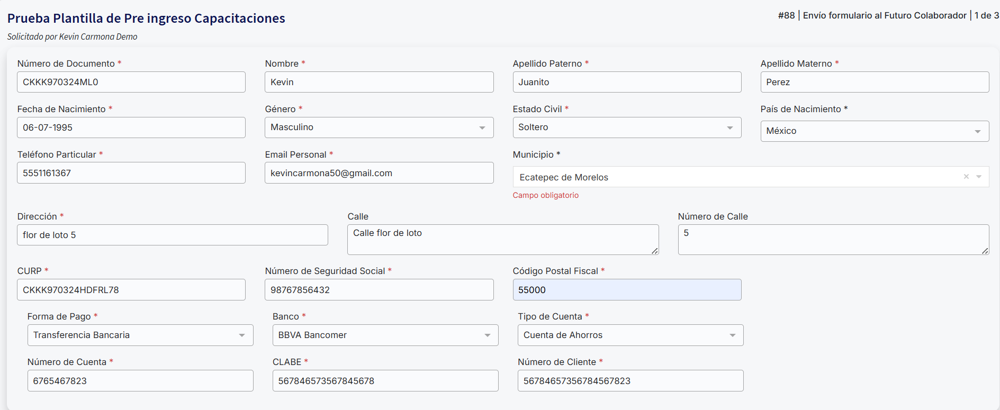 Prueba Plantilla de Pre ingreso Capacitaciones
#88 | Envío formulario al Futuro Colaborador | 1 de 3
Solicitado por Kevin Carmona Demo
Número de Documento * Nombre * Apellido Paterno * Apellido Materno *
CKKK970324ML0 Kevin Juanito Perez
Fecha de Nacimiento * Género * Estado Civil * País de Nacimiento *
06-07-1995 Masculino Soltero México
Teléfono Particular * Email Personal * Municipio *
5551161367 kevincarmona50@gmail.com Ecatepec de Morelos
Campo obligatorio
Dirección * Calle Número de Calle
flor de loto 5 Calle flor de loto 5
CURP * Número de Seguridad Social * Código Postal Fiscal *
CKKK970324HDFRL78 98767856432 55000
Forma de Pago * Banco * Tipo de Cuenta *
Transferencia Bancaria BBVA Bancomer Cuenta de Ahorros
Número de Cuenta * CLABE * Número de Cliente *
6765467823 567846573567845678 56784657356784567823